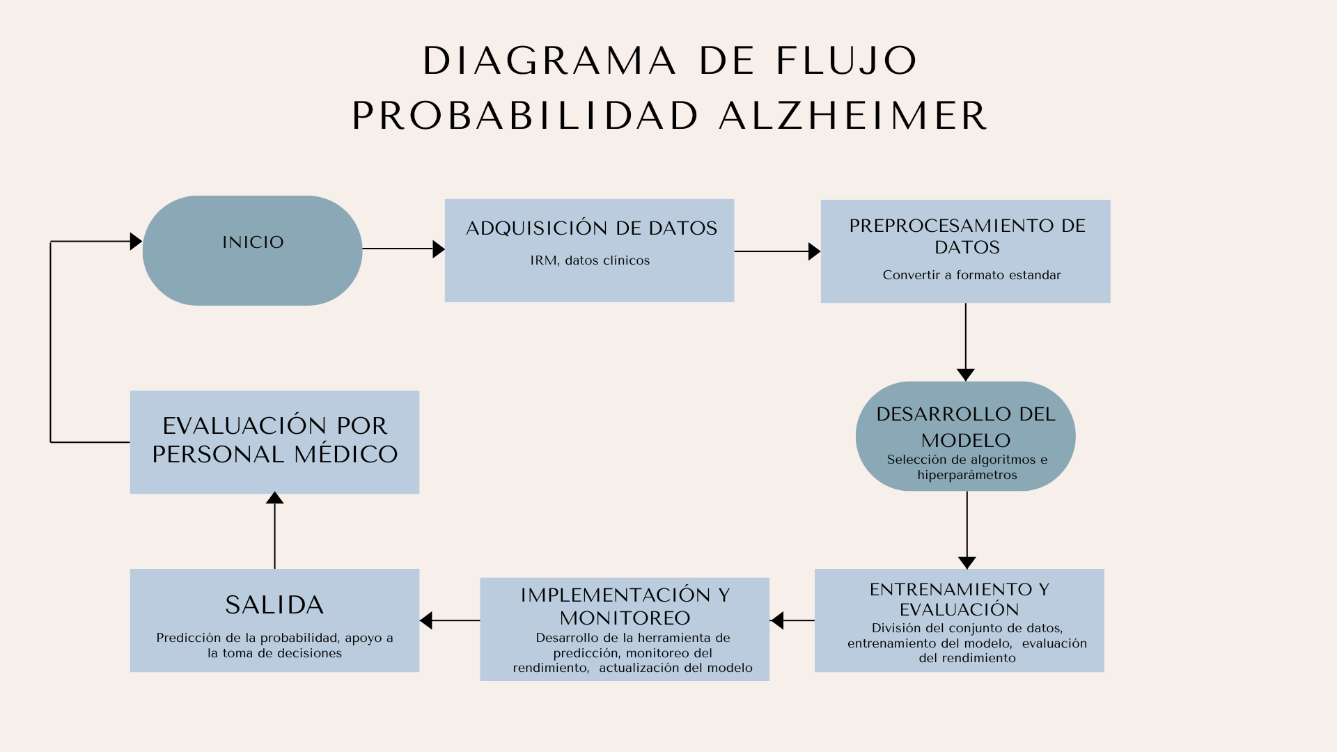 DIAGRAMA DE FLUJO
PROBABILIDAD ALZHEIMER
INICIO
ADQUISICIÓN DE DATOS
IRM, datos clínicos
PREPROCESAMIENTO DE
DATOS
Convertir a formato estandar
DESARROLLO DEL
MODELO
Selección de algoritmos e
hiperparámetros
ENTRENAMIENTO Y
EVALUACIÓN
División del conjunto de datos,
entrenamiento del modelo, evaluación
del rendimiento
IMPLEMENTACIÓN Y
MONITOREO
Desarrollo de la herramienta de
predicción, monitoreo del
rendimiento, actualización del modelo
SALIDA
Predicción de la probabilidad, apoyo a
la toma de decisiones
EVALUACIÓN POR
PERSONAL MÉDICO